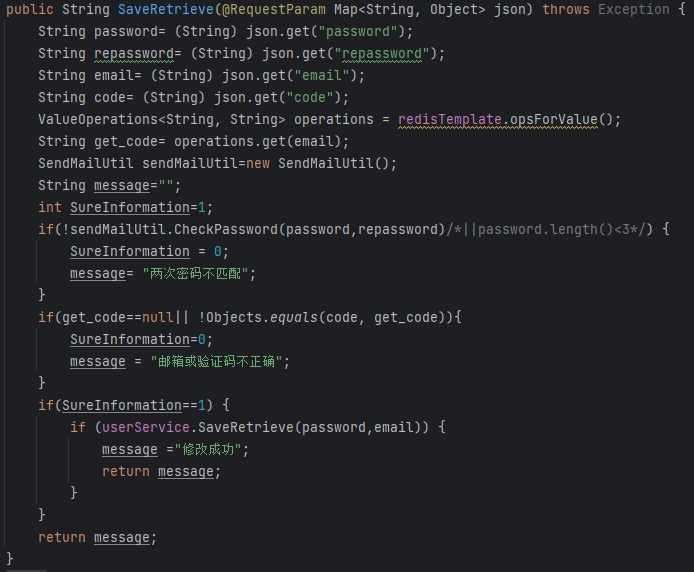 public String SaveRetrieve(@RequestParam Map<String, Object> json) throws Exception {
    String password= (String) json.get("password");
    String repassword= (String) json.get("repassword");
    String email= (String) json.get("email");
    String code= (String) json.get("code");
    ValueOperations<String, String> operations = redisTemplate.opsForValue();
    String get_code= operations.get(email);
    SendMailUtil sendMailUtil=new SendMailUtil();
    String message="";
    int SureInformation=1;
    if(!sendMailUtil.CheckPassword(password,repassword)/*||password.length()<3*/) {
        SureInformation = 0;
        message= "两次密码不匹配";
    }
    if(get_code==null|| !Objects.equals(code, get_code)){
        SureInformation=0;
        message = "邮箱或验证码不正确";
    }
    if(SureInformation==1) {
        if (userService.SaveRetrieve(password,email)) {
            message ="修改成功";
            return message;
        }
    }
    return message;
}